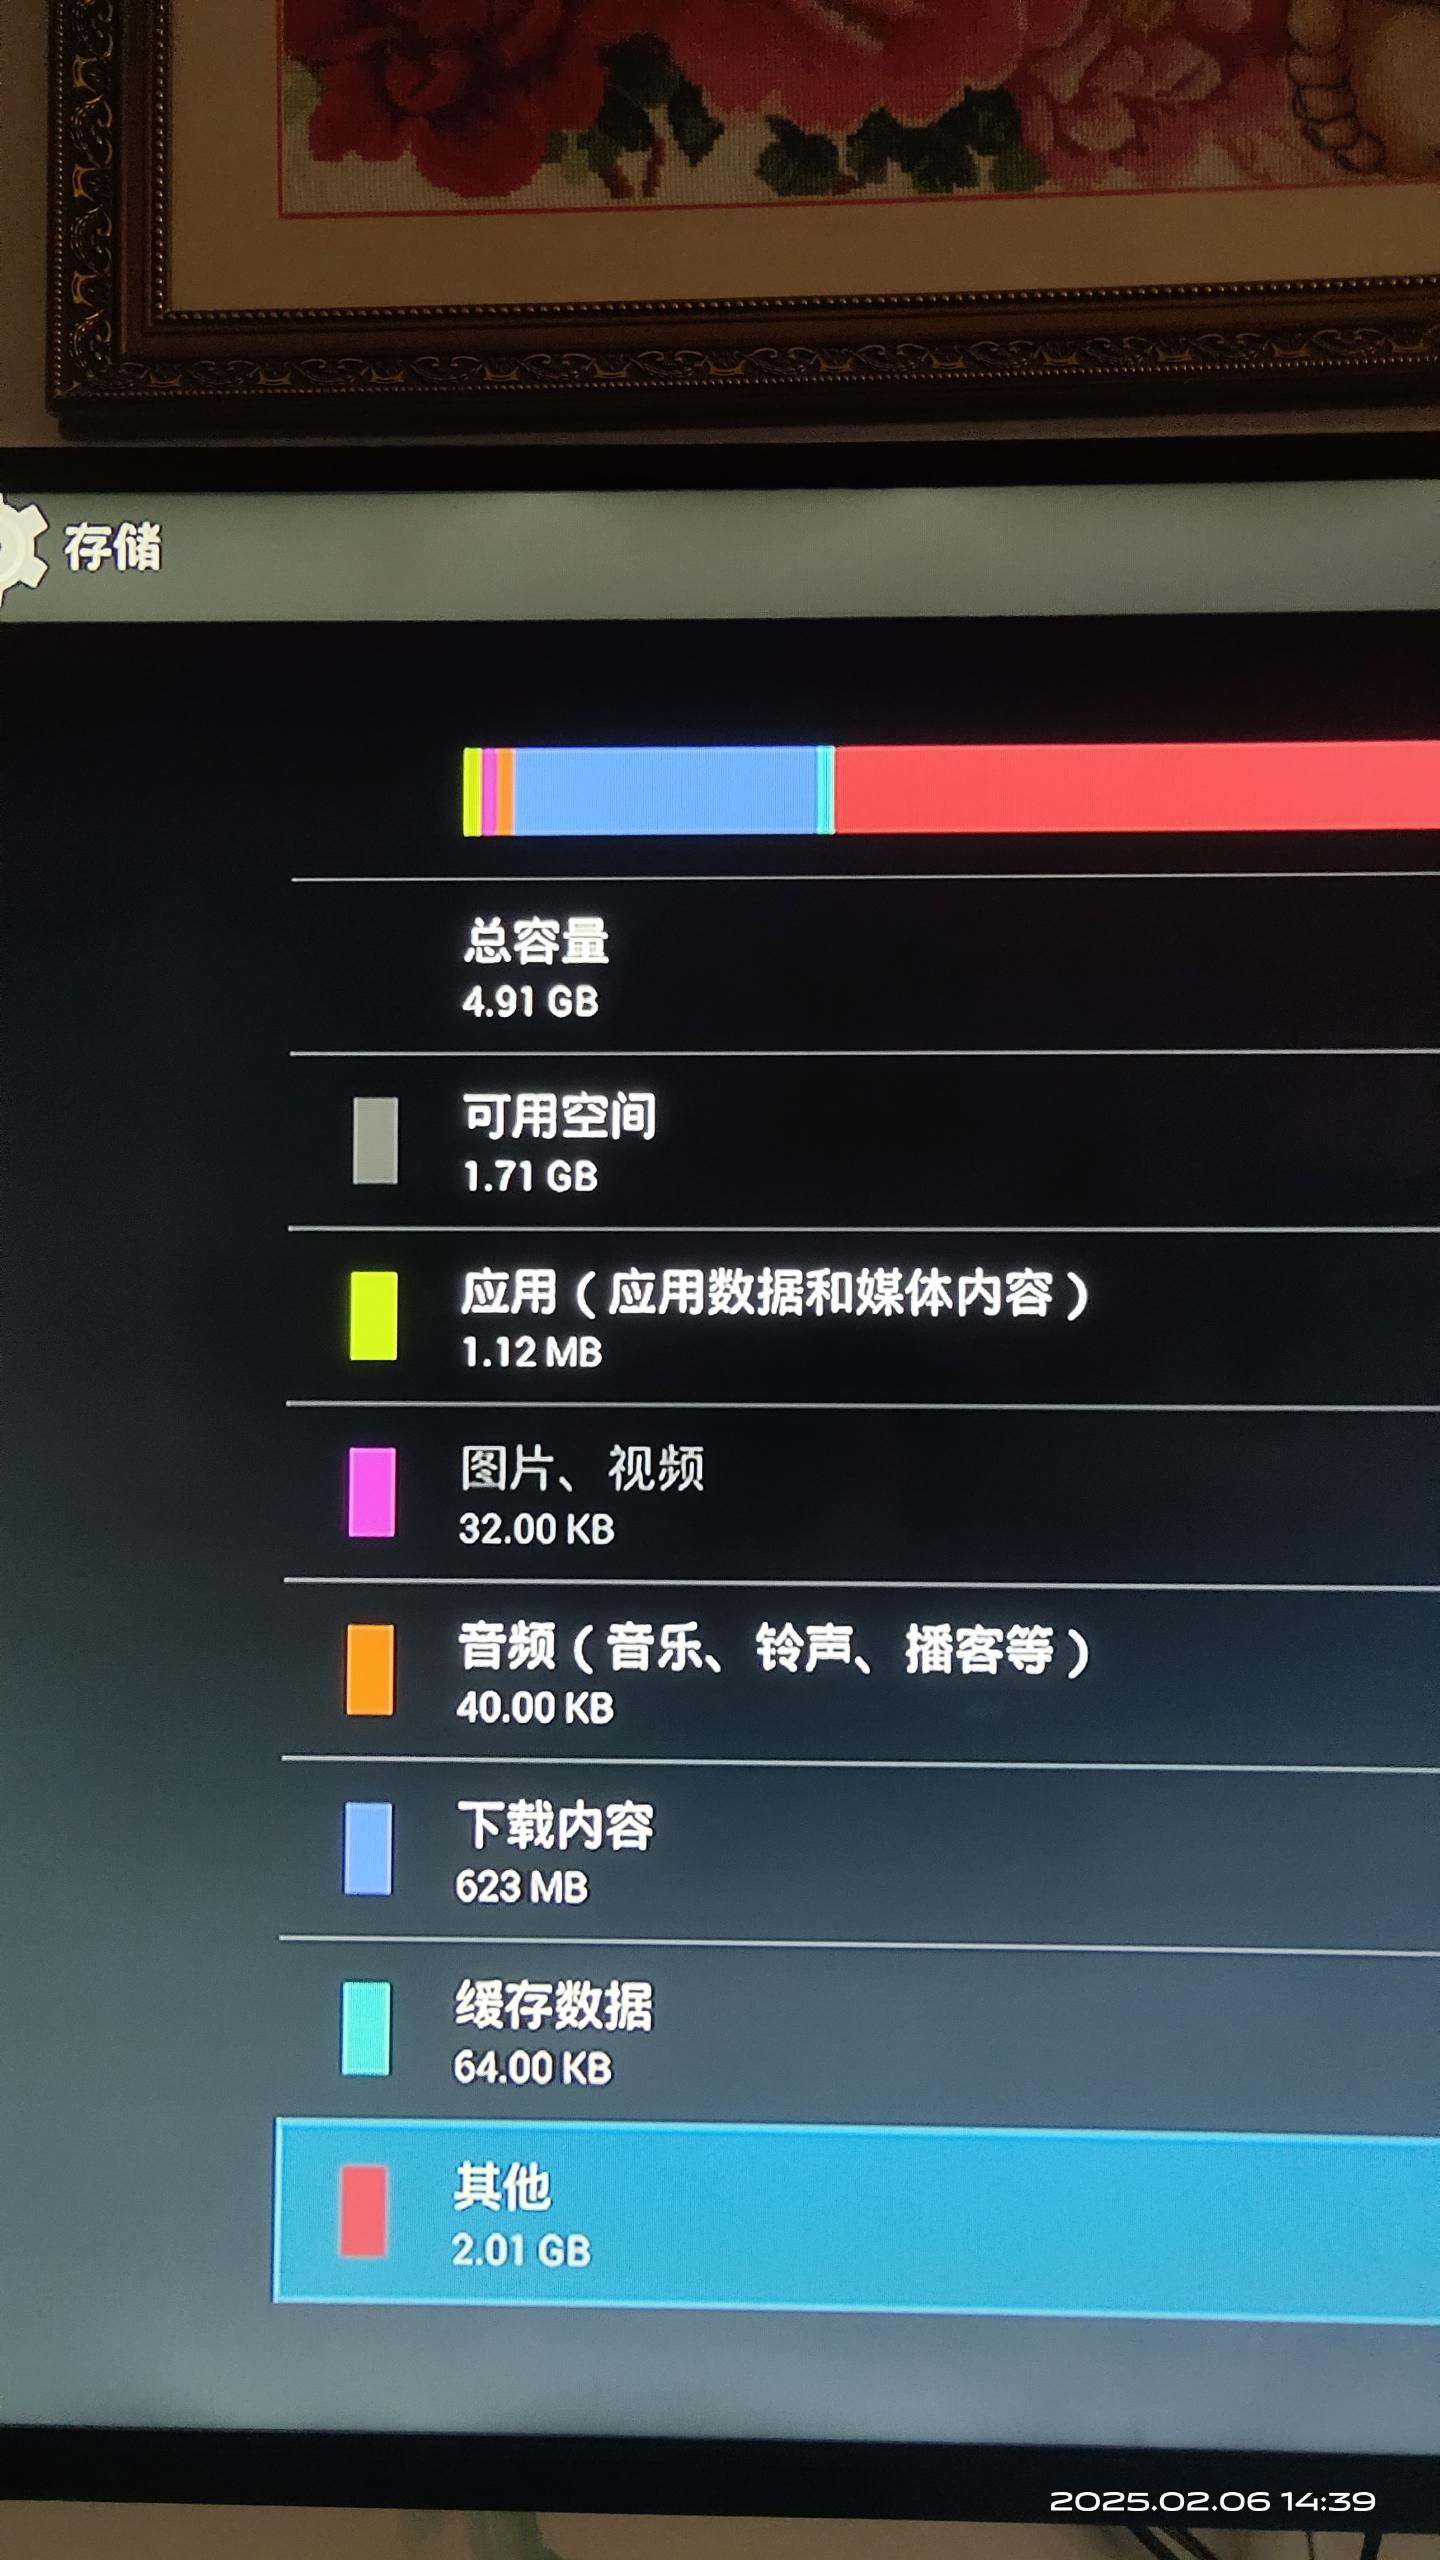 存储
总容量
4.91 GB
可用空间
1.71 GB
应用（应用数据和媒体内容）
1.12 MB
图片、视频
32.00 KB
音频（音乐、铃声、播客等）
40.00 KB
下载内容
623 MB
缓存数据
64.00 KB
其他
2.01 GB
2025.02.06 14:39